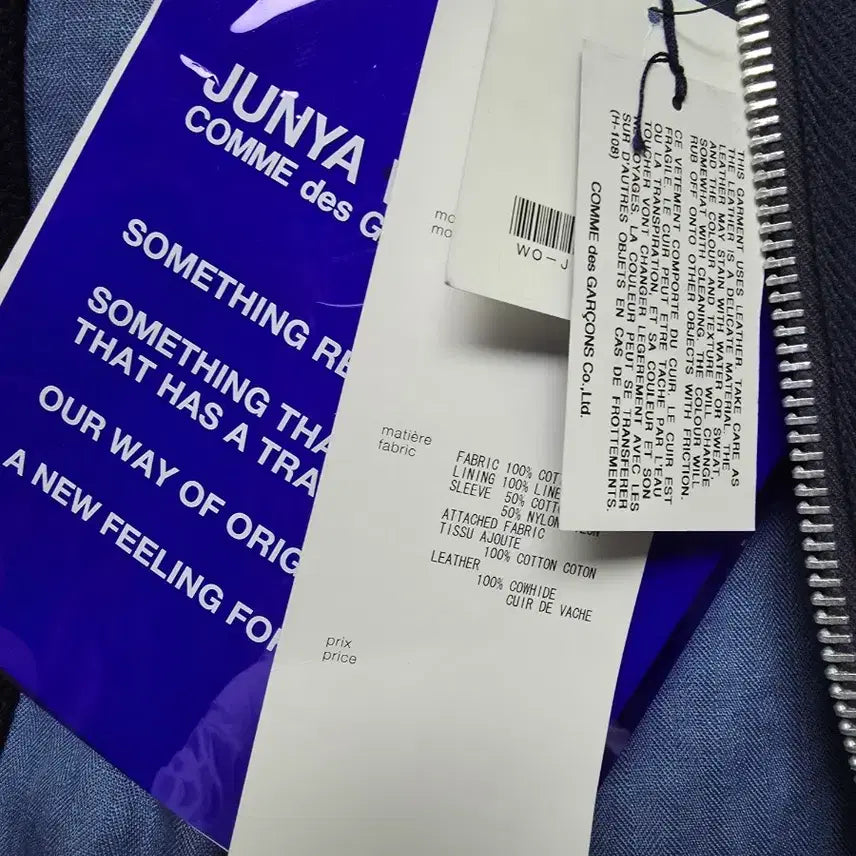 JUNYA
COMME des G
SOMETHING RE
SOMETHING THA
THAT HAS A TRA
OUR WAY OF ORIG
A NEW FEELING FO
mo
mo
WO-J
matière
fabric
FABRIC 100% COT
LINING 100% LINE
SLEEVE 50% COTT
50% NYLON
ATTACHED FABRIC
TISSU AJOUTE
100% COTTON COTON
LEATHER
100% COWHIDE
CUIR DE VACHE
prix
price
THIS GARMENT USES LEATHER. TAKE CARE AS
THE LEATHER IS A DELICATE MATERIAL. THE
LEATHER MAY STAIN WITH WATER OR SWEAT,
AND THE COLOUR AND TEXTURE WILL CHANGE
SOMEWHAT WITH CLEANING. THE COLOUR WILL
RUB OFF ONTO OTHER OBJECTS WITH FRICTION.
CE VETEMENT COMPORTE DU CUIR. LE CUIR EST
FRAGILE. LE CUIR PEUT ETRE TACHE PAR L'EAU
OU LA TRANSPIRATION, ET SA COULEUR ET SON
TOUCHER VONT CHANGER LEGEREMENT AVEC LES
OYAGES. LA COULEUR PEUT SE TRANSFERER
SUR D'AUTRES OBJETS EN CAS DE FROTTEMENTS.
(H-108)
COMME des GARÇONS Co.,Ltd.